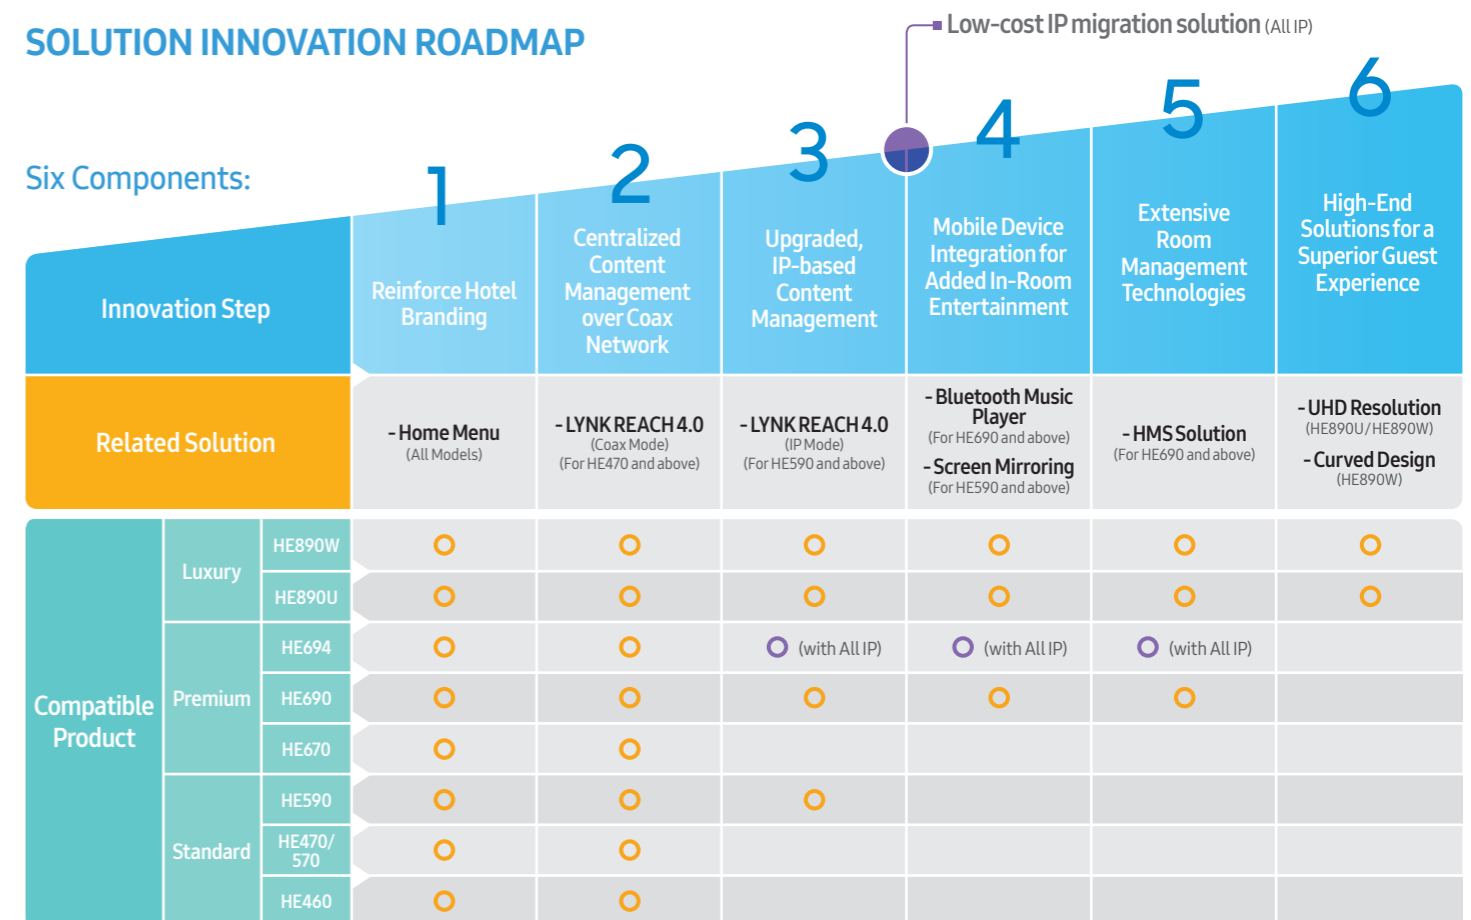 SOLUTION INNOVATION ROADMAP
Low-cost IP migration solution (All IP)
Six Components:
1
2
3
4
5
6
Innovation Step
Reinforce Hotel
Branding
Centralized
Content
Management
over Coax
Network
Upgraded,
IP-based
Content
Management
Mobile Device
Integration for
Added In-Room
Entertainment
Extensive
Room
Management
Technologies
High-End
Solutions for a
Superior Guest
Experience
Related Solution
- Home Menu
(All Models)
- LYNK REACH 4.0
(Coax Mode)
(For HE470 and above)
- LYNK REACH 4.0
(IP Mode)
(For HE590 and above)
- Bluetooth Music
Player
(For HE690 and above)
- Screen Mirroring
(For HE590 and above)
- HMS Solution
(For HE690 and above)
- UHD Resolution
(HE890U/HE890W)
- Curved Design
(HE890W)
Compatible
Product
Luxury
HE890W
HE890U
Premium
HE694
(with All IP)
(with All IP)
(with All IP)
HE690
HE670
Standard
HE590
HE470/
570
HE460